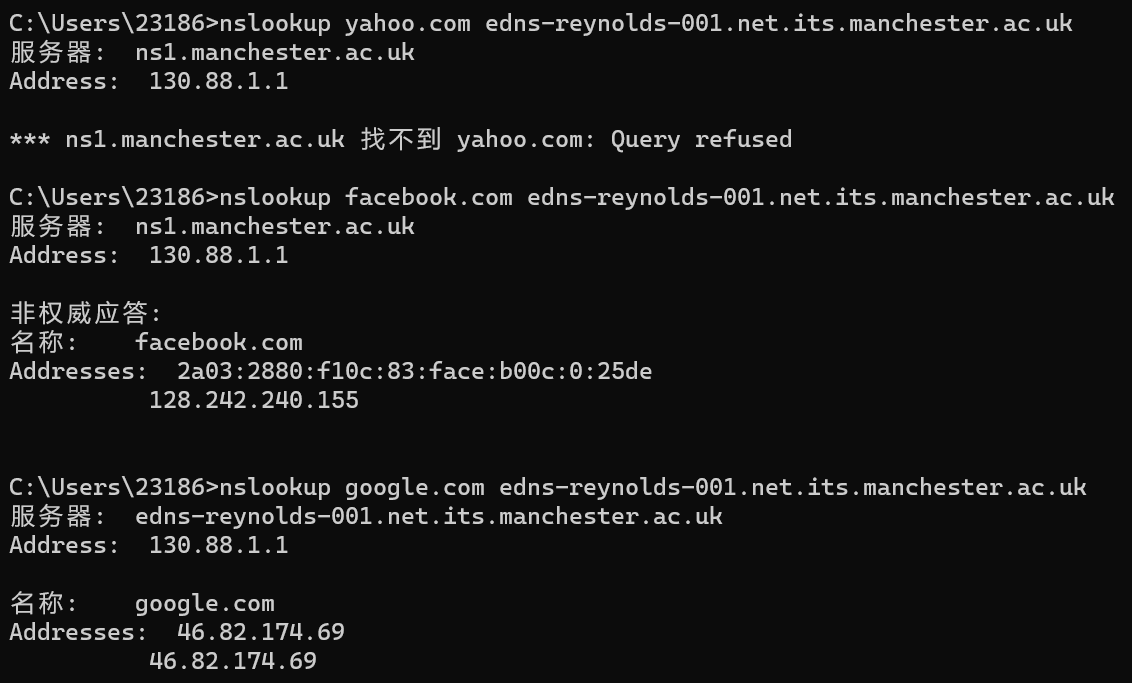 C:\Users\23186>nslookup yahoo.com edns-reynolds-001.net.its.manchester.ac.uk
服务器:  ns1.manchester.ac.uk
Address:  130.88.1.1
*** ns1.manchester.ac.uk 找不到 yahoo.com: Query refused
C:\Users\23186>nslookup facebook.com edns-reynolds-001.net.its.manchester.ac.uk
服务器:  ns1.manchester.ac.uk
Address:  130.88.1.1
非权威应答:
名称:    facebook.com
Addresses:  2a03:2880:f10c:83:face:b00c:0:25de
          128.242.240.155
C:\Users\23186>nslookup google.com edns-reynolds-001.net.its.manchester.ac.uk
服务器:  edns-reynolds-001.net.its.manchester.ac.uk
Address:  130.88.1.1
名称:    google.com
Addresses:  46.82.174.69
          46.82.174.69